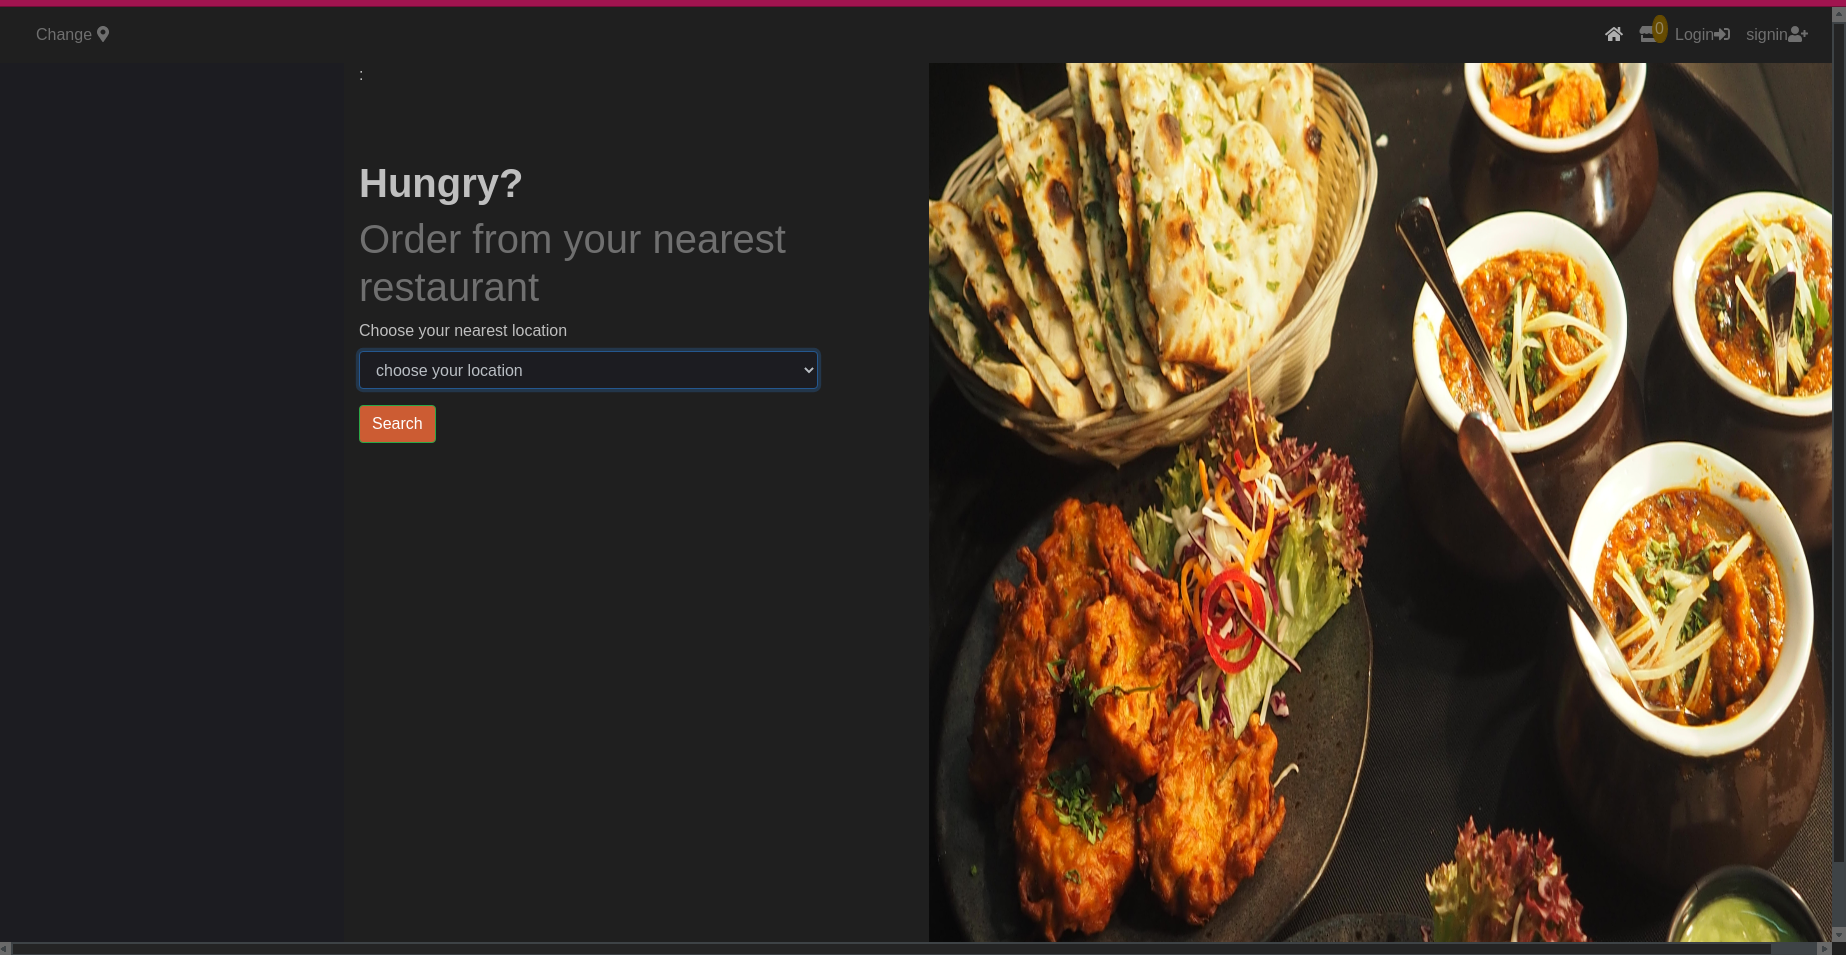 Change
0
Login
signin
:
Hungry?
Order from your nearest
restaurant
Choose your nearest location
choose your location
Search